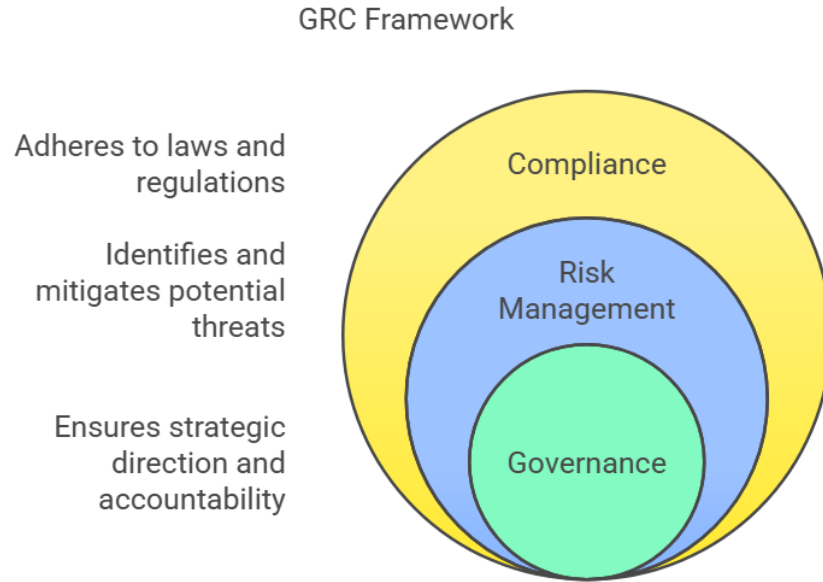 GRC Framework
Adheres to laws and
regulations
Compliance
Identifies and
mitigates potential
threats
Risk
Management
Ensures strategic
direction and
accountability
Governance